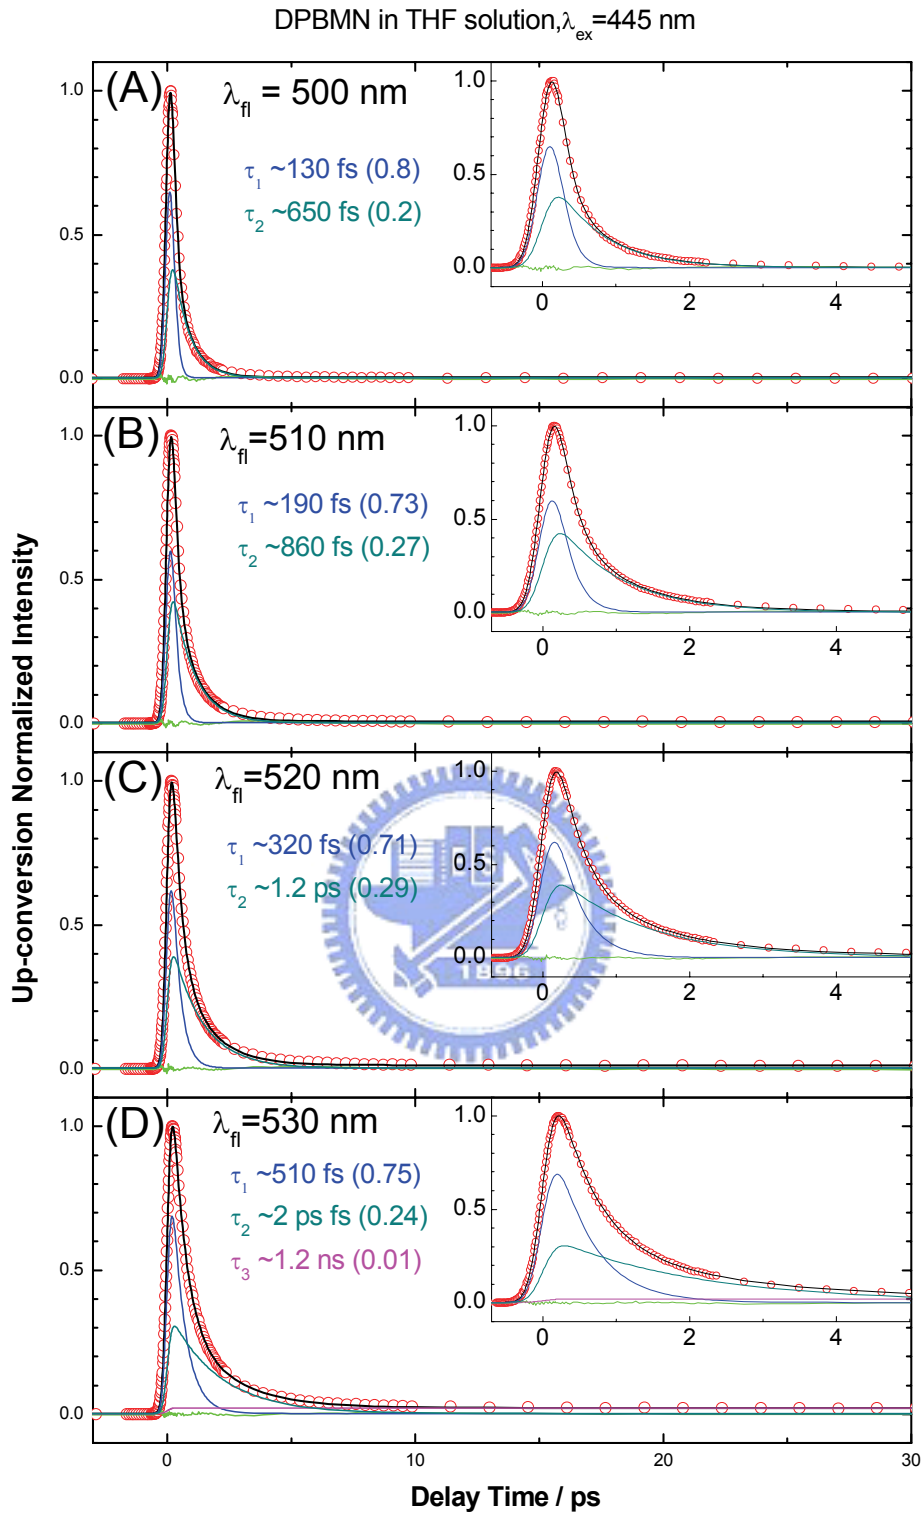 DPBMN in THF solution,λex=445 nm
(A) λfl = 500 nm
τ1 ~130 fs (0.8)
τ2 ~650 fs (0.2)
1.0
0.5
0.0
1.0
0.5
0.0
0 2 4
(B) λfl=510 nm
τ1 ~190 fs (0.73)
τ2 ~860 fs (0.27)
1.0
0.5
0.0
1.0
0.5
0.0
0 2 4
(C) λfl=520 nm
τ1 ~320 fs (0.71)
τ2 ~1.2 ps (0.29)
1.0
0.5
0.0
1.0
0.5
0.0
0 2 4
1896
(D) λfl=530 nm
τ1 ~510 fs (0.75)
τ2 ~2 ps fs (0.24)
τ3 ~1.2 ns (0.01)
1.0
0.5
0.0
1.0
0.5
0.0
0 2 4
0 10 20 30
Up-conversion Normalized Intensity
Delay Time / ps